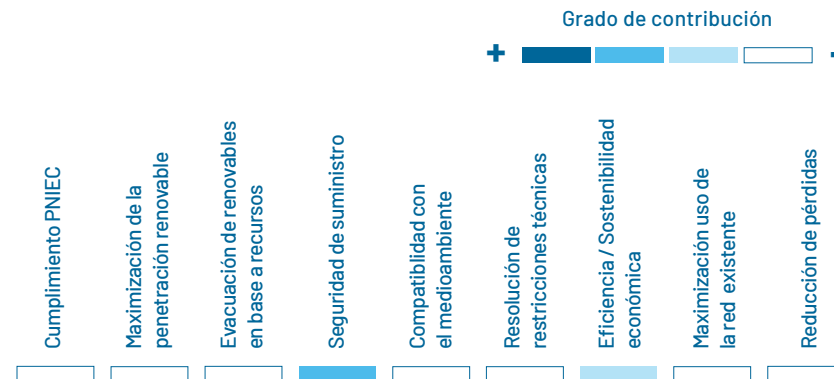 Grado de contribución
+
Cumplimiento PNIEC
Maximización de la
penetración renovable
Evacuación de renovables
en base a recursos
Seguridad de suministro
Compatiblidad con
el medioambiente
Resolución de
restricciones técnicas
Eficiencia / Sostenibilidad
económica
Maximización uso de
la red existente
Reducción de pérdidas